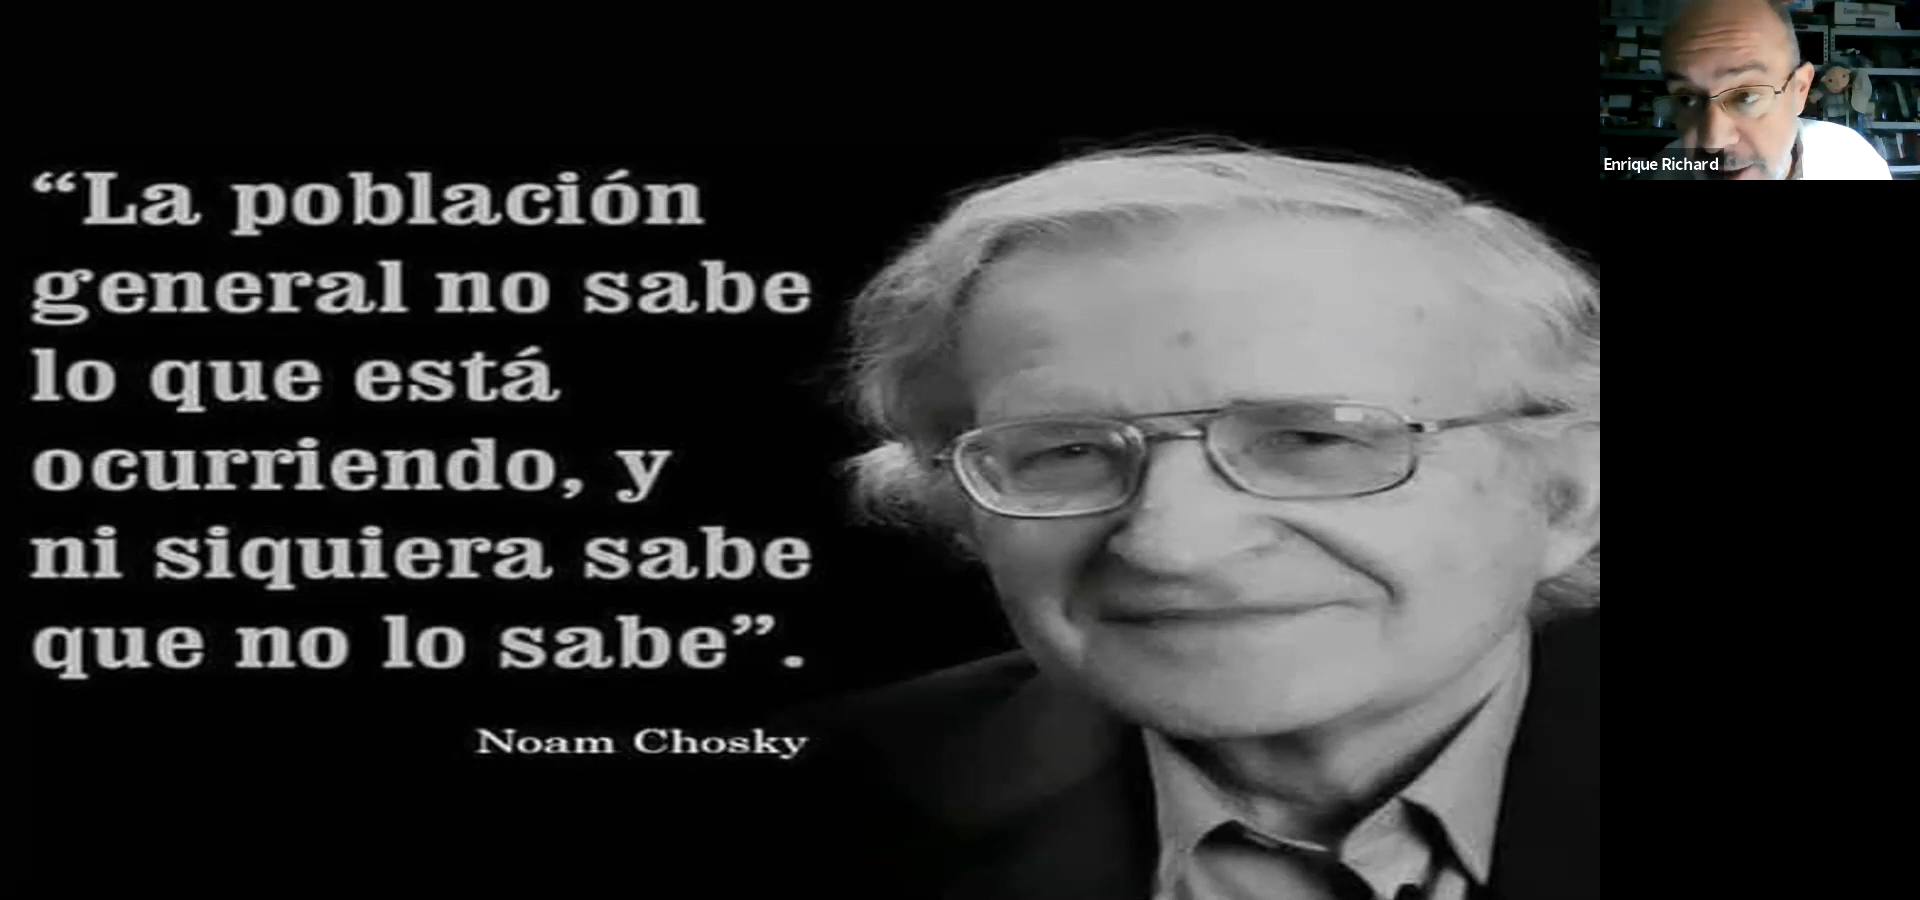 “La población
general no sabe
lo que está
ocurriendo, y
ni siquiera sabe
que no lo sabe”.
Noam Chosky
Enrique Richard